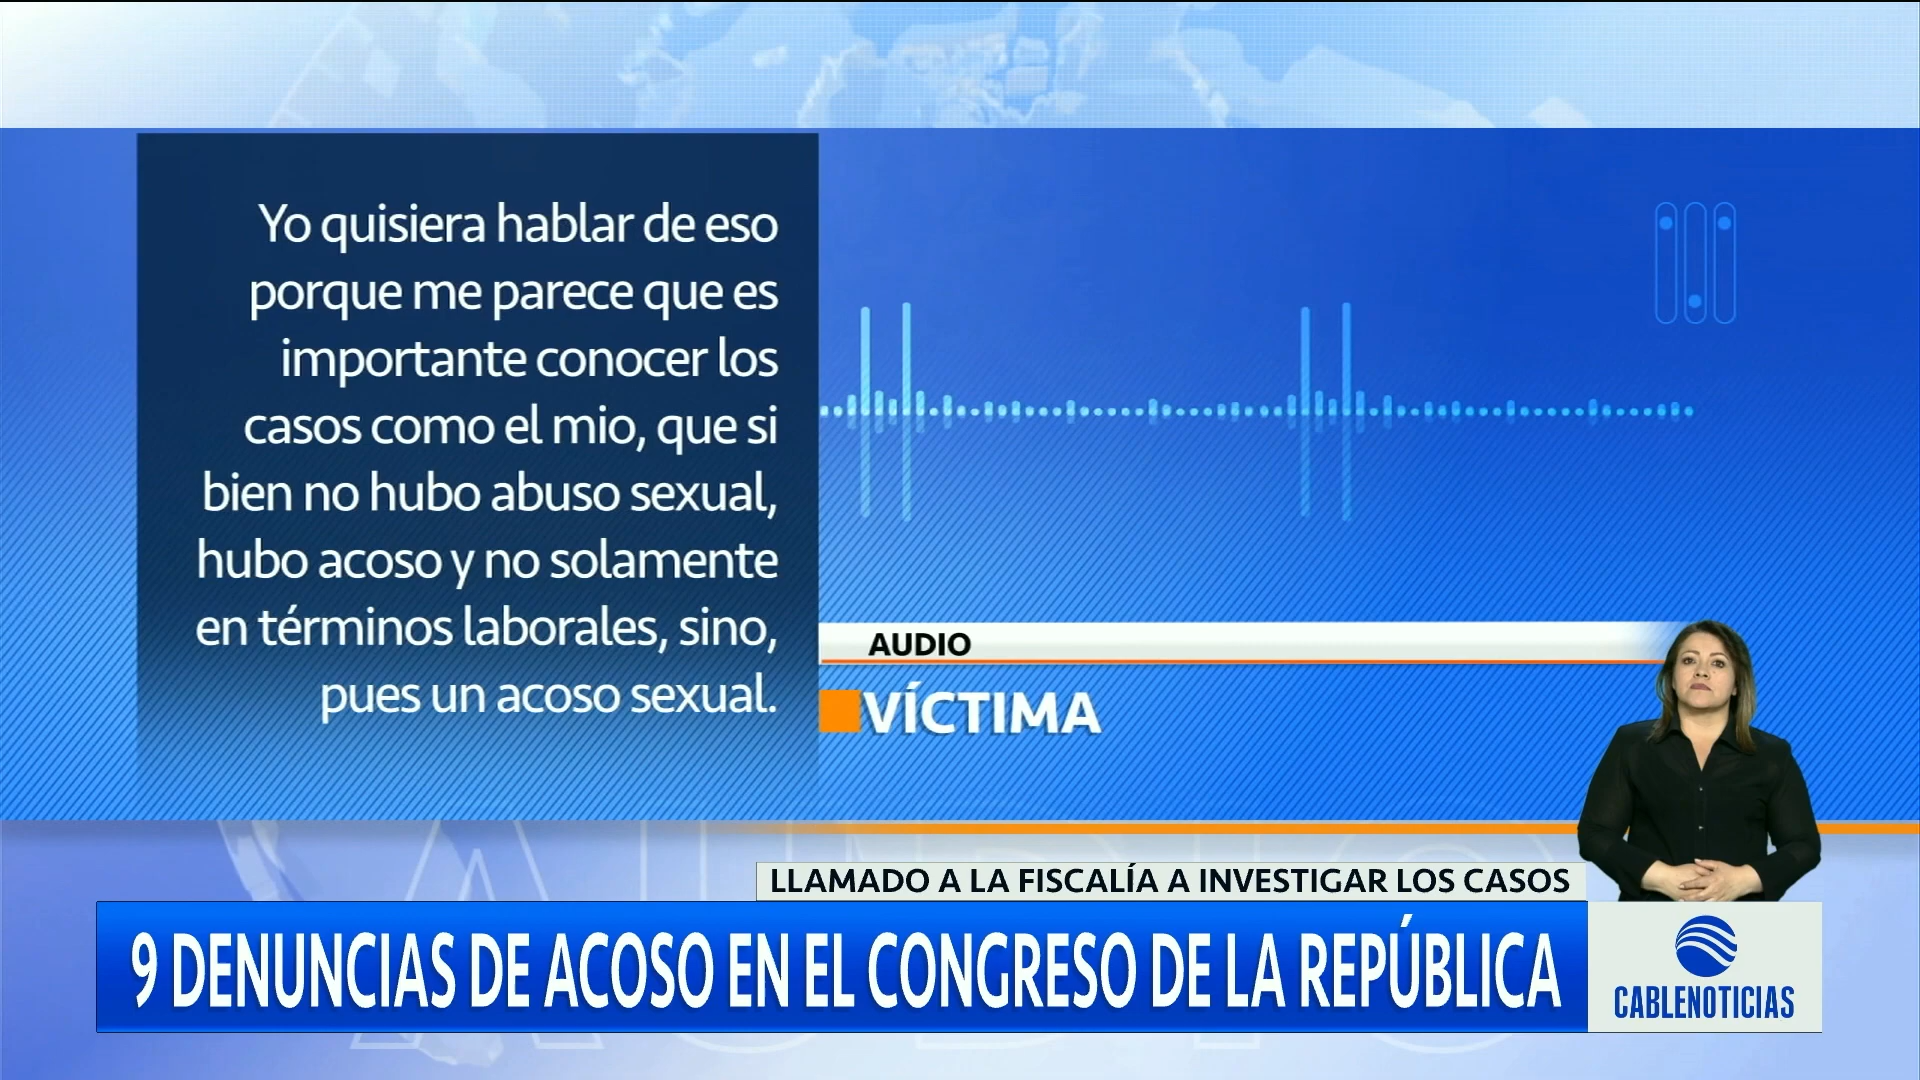 Yo quisiera hablar de eso
porque me parece que es
importante conocer los
casos como el mio, que si
bien no hubo abuso sexual,
hubo acoso y no solamente
en términos laborales, sino,
pues un acoso sexual.
AUDIO
VÍCTIMA
LLAMADO A LA FISCALÍA A INVESTIGAR LOS CASOS
9 DENUNCIAS DE ACOSO EN EL CONGRESO DE LA REPÚBLICA
CABLENOTICIAS
AUDIO